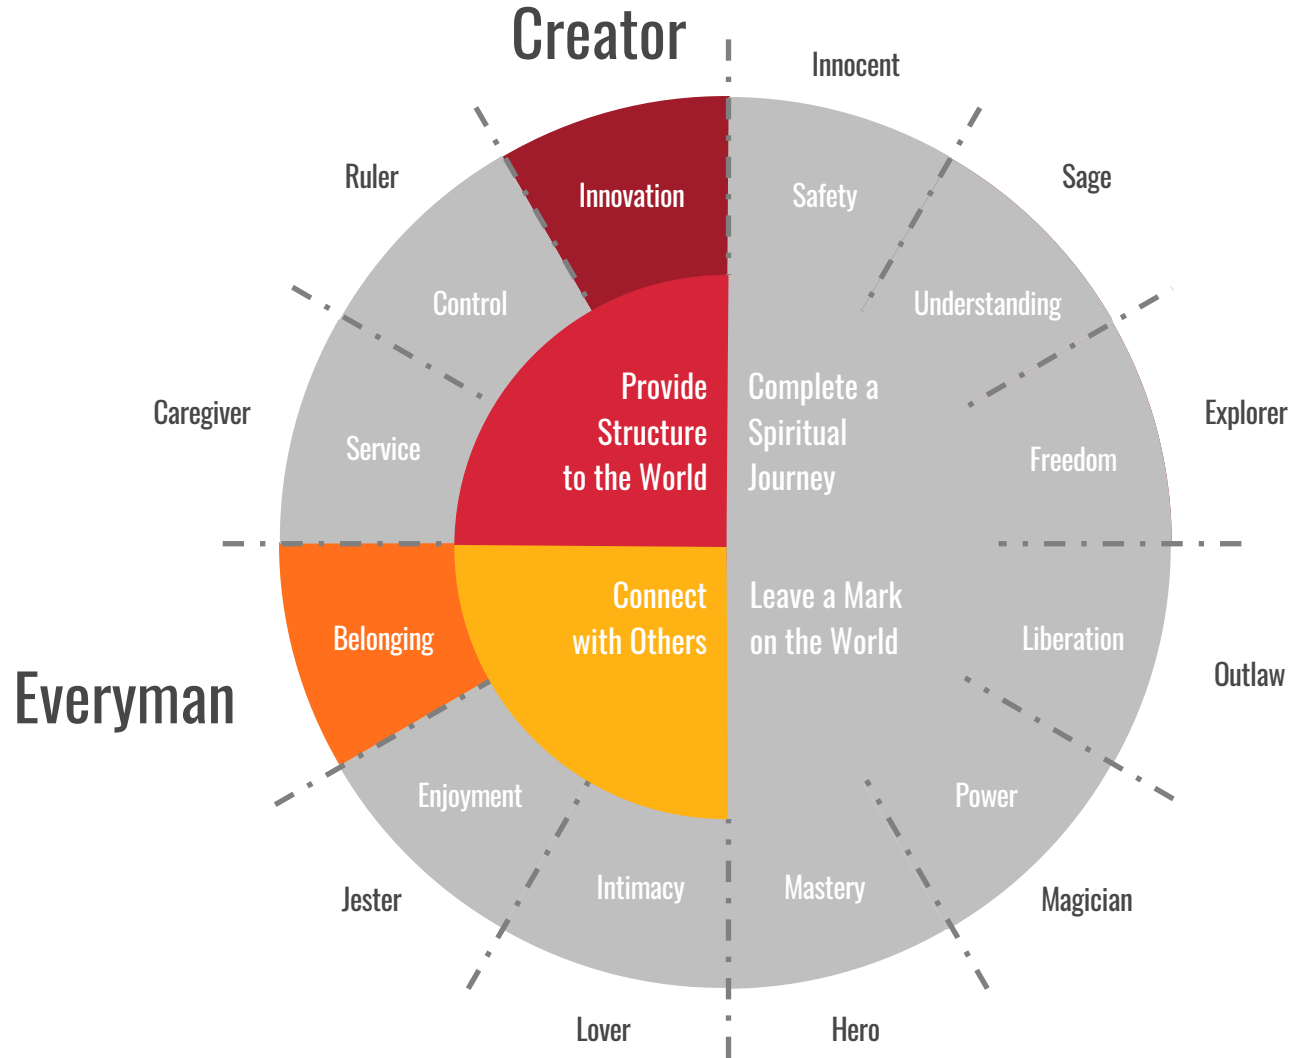 Creator
Innocent
Ruler
Sage
Innovation
Safety
Control
Understanding
Provide
Structure
to the World
Complete a
Spiritual
Journey
Caregiver
Explorer
Service
Freedom
Connect
with Others
Leave a Mark
on the World
Belonging
Liberation
Everyman
Outlaw
Enjoyment
Power
Intimacy
Mastery
Jester
Magician
Lover
Hero